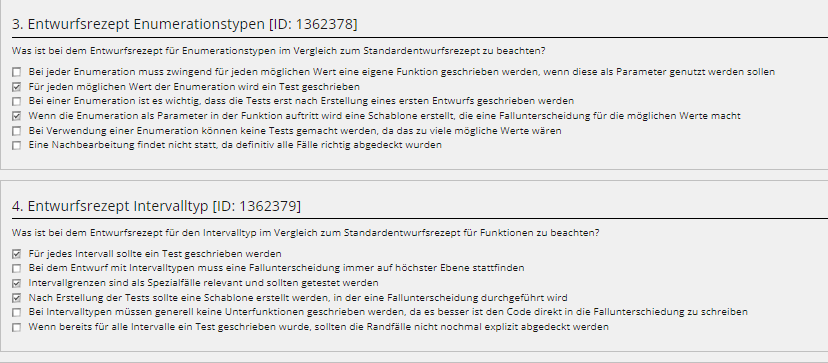 3. Entwurfsrezept Enumerationstypen [ID: 1362378]
Was ist bei dem Entwurfsrezept für Enumerationstypen im Vergleich zum Standardentwurfsrezept zu beachten?
Bei jeder Enumeration muss zwingend für jeden möglichen Wert eine eigene Funktion geschrieben werden, wenn diese als Parameter genutzt werden sollen
Für jeden möglichen Wert der Enumeration wird ein Test geschrieben
Bei einer Enumeration ist es wichtig, dass die Tests erst nach Erstellung eines ersten Entwurfs geschrieben werden
Wenn die Enumeration als Parameter in der Funktion auftritt wird eine Schablone erstellt, die eine Fallunterscheidung für die möglichen Werte macht
Bei Verwendung einer Enumeration können keine Tests gemacht werden, da das zu viele mögliche Werte wären
Eine Nachbearbeitung findet nicht statt, da definitiv alle Fälle richtig abgedeckt wurden
4. Entwurfsrezept Intervalltyp [ID: 1362379]
Was ist bei dem Entwurfsrezept für den Intervalltyp im Vergleich zum Standardentwurfsrezept für Funktionen zu beachten?
Für jedes Intervall sollte ein Test geschrieben werden
Bei dem Entwurf mit Intervalltypen muss eine Fallunterscheidung immer auf höchster Ebene stattfinden
Intervallgrenzen sind als Spezialfälle relevant und sollten getestet werden
Nach Erstellung der Tests sollte eine Schablone erstellt werden, in der eine Fallunterscheidung durchgeführt wird
Bei Intervalltypen müssen generell keine Unterfunktionen geschrieben werden, da es besser ist den Code direkt in die Fallunterschiedung zu schreiben
Wenn bereits für alle Intervalle ein Test geschrieben wurde, sollten die Randfälle nicht nochmal explizit abgedeckt werden